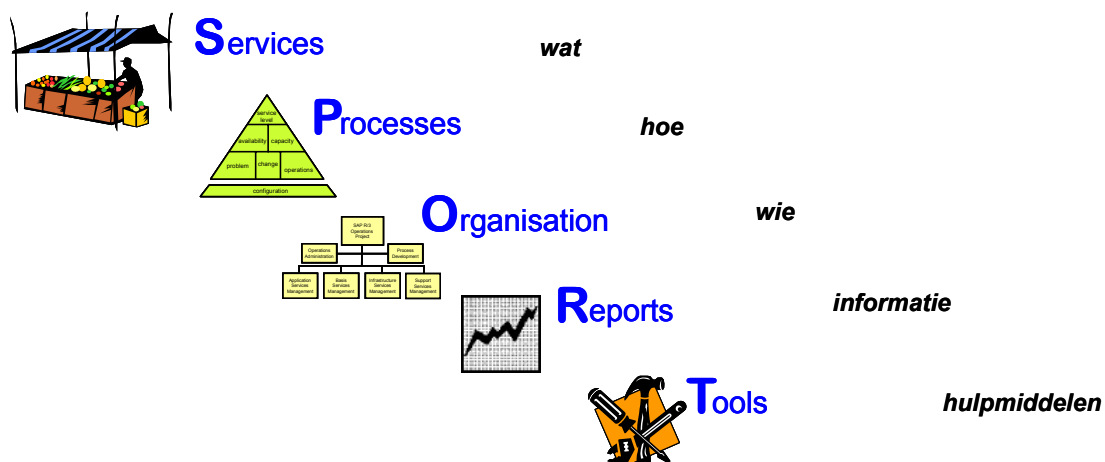 Services
wat
service
level
availability
capacity
problem
change
operations
configuration
Processes
hoe
Organisation
wie
SAP R/3
Operations
Project
Operations
Administration
Process
Development
Application
Services
Management
Basis
Services
Management
Infrastructure
Services
Management
Support
Services
Management
Reports
informatie
Tools
hulpmiddelen